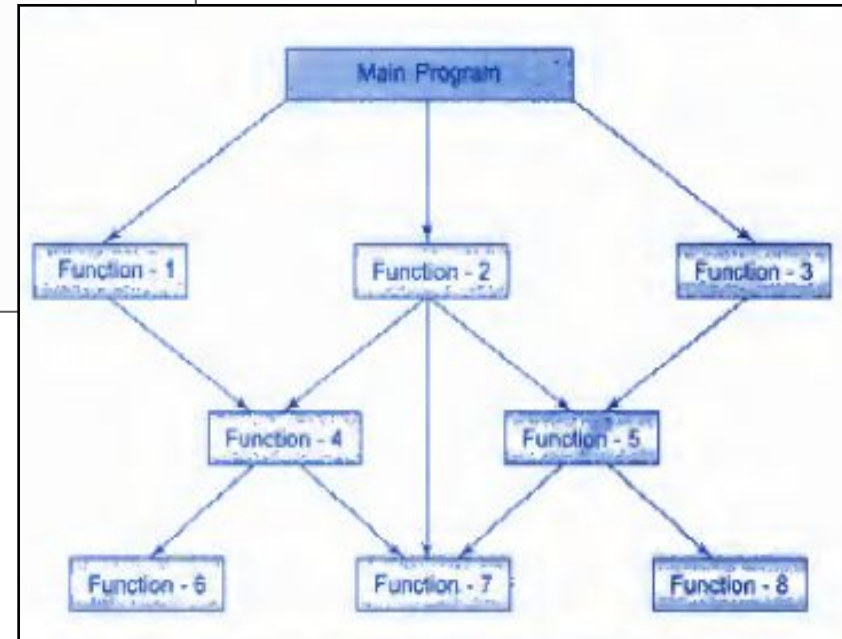 Main Program
Function - 1
Function - 2
Function - 3
Function - 4
Function - 5
Function - 6
Function - 7
Function - 8